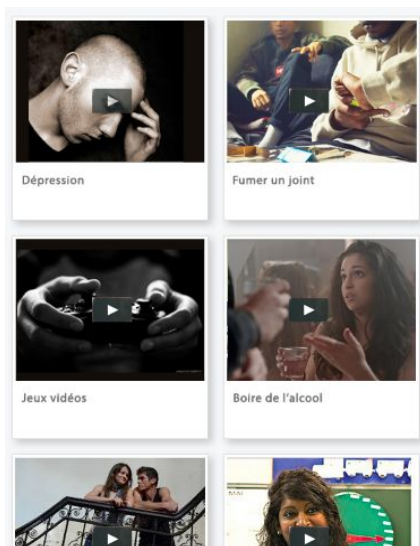 Dépression
Fumer un joint
Jeux vidéos
Boire de l'alcool